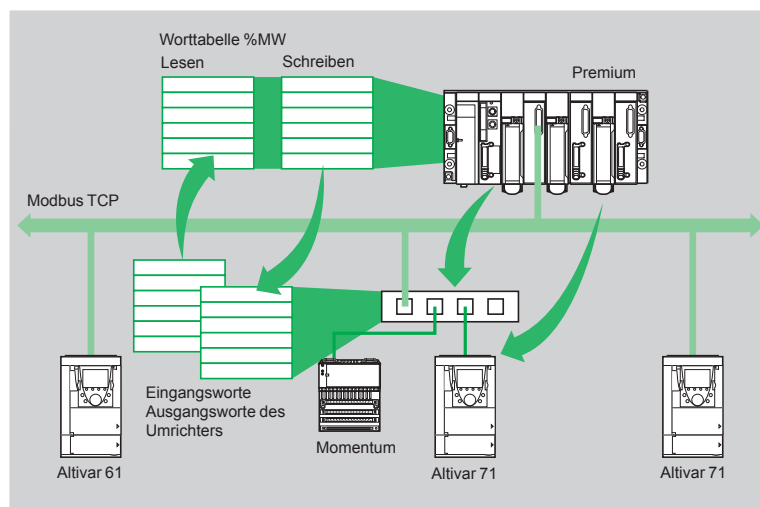 Worttabelle %MW
Lesen
Schreiben
Premium
Modbus TCP
Eingangsworte
Ausgangsworte des
Umrichters
Momentum
Altivar 61
Altivar 71
Altivar 71